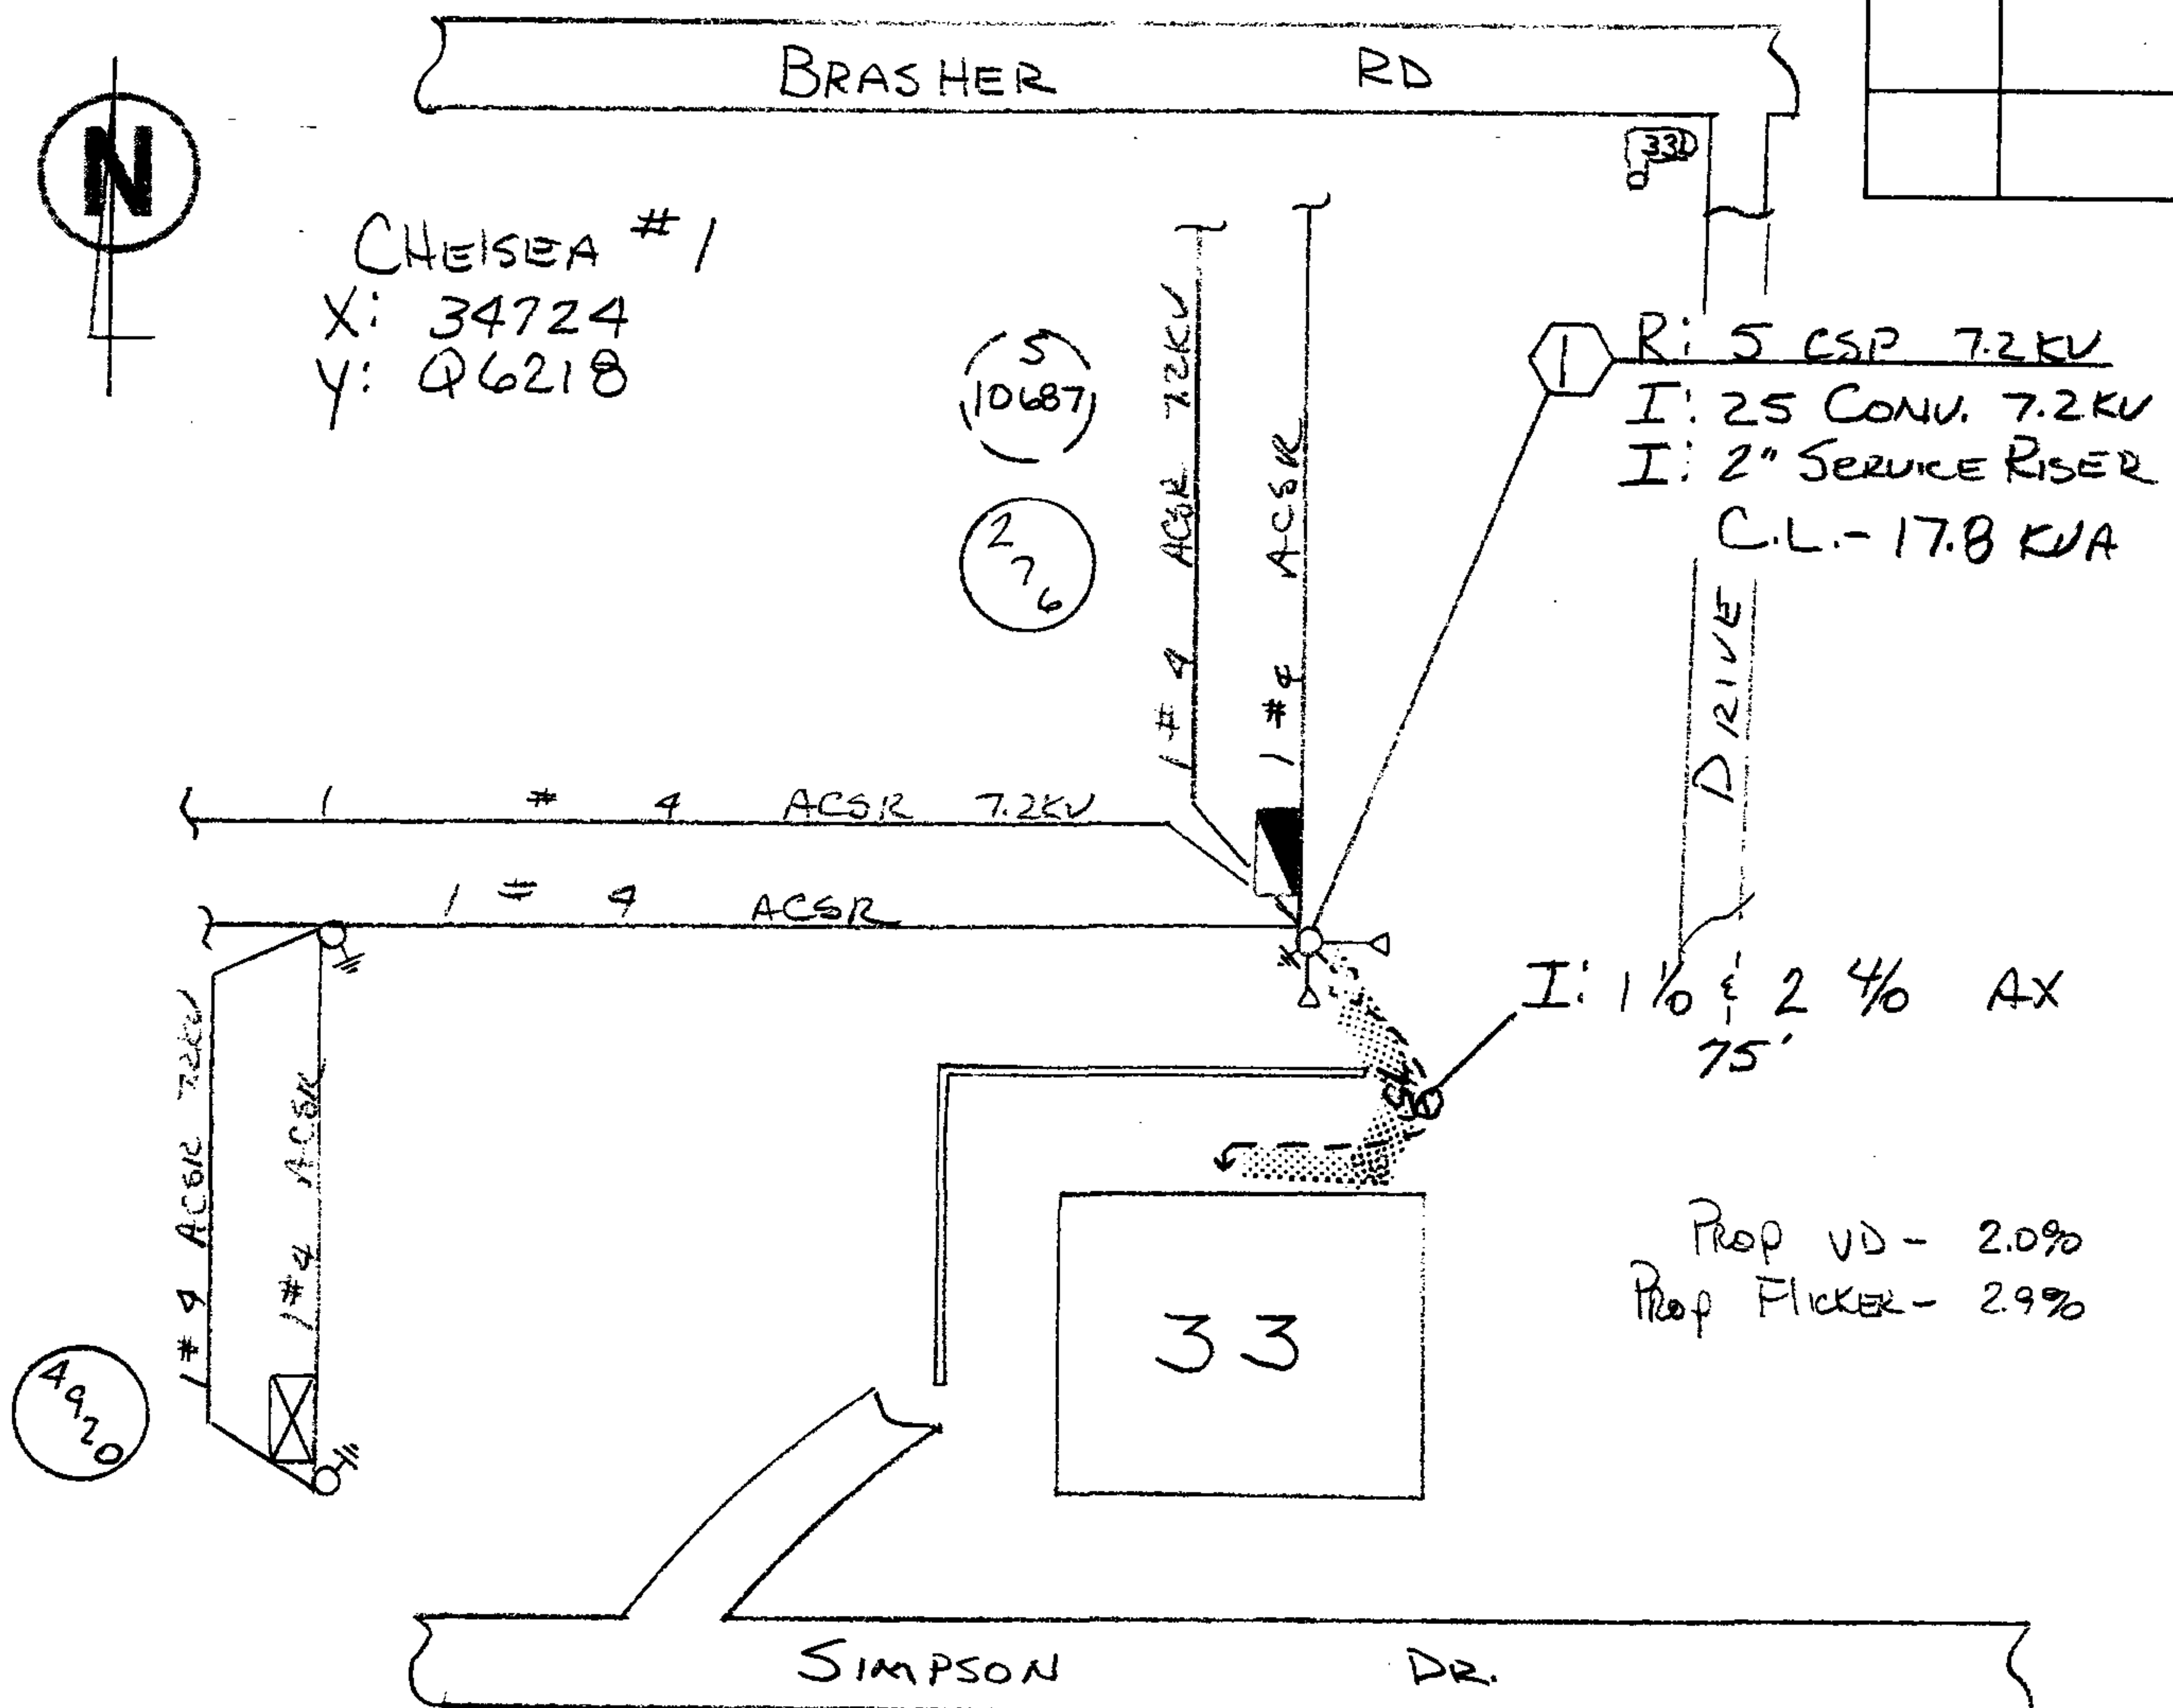 BRASHER RD
N
33D
CHElSEA #1
X: 34724
Y: Q6218
S
10687
2
7
6
1 #4 ACSR 7.2KV
1 #4 ACSR
1
R: 5 CSP 7.2KV
I: 25 CONV. 7.2KV
I: 2" SERVICE RISER
C.L.- 17.8 KVA
DRIVE
1 # 4 ACSR 7.2KV
1 # 4 ACSR
I: 1 1/0 & 2 4/0 AX
75'
1 #4 ACSR 7.2KV
1 #4 ACSR
4
9
2
0
33
PROP VD - 2.0%
PROP FlICKER - 2.9%
SIMPSON DR.